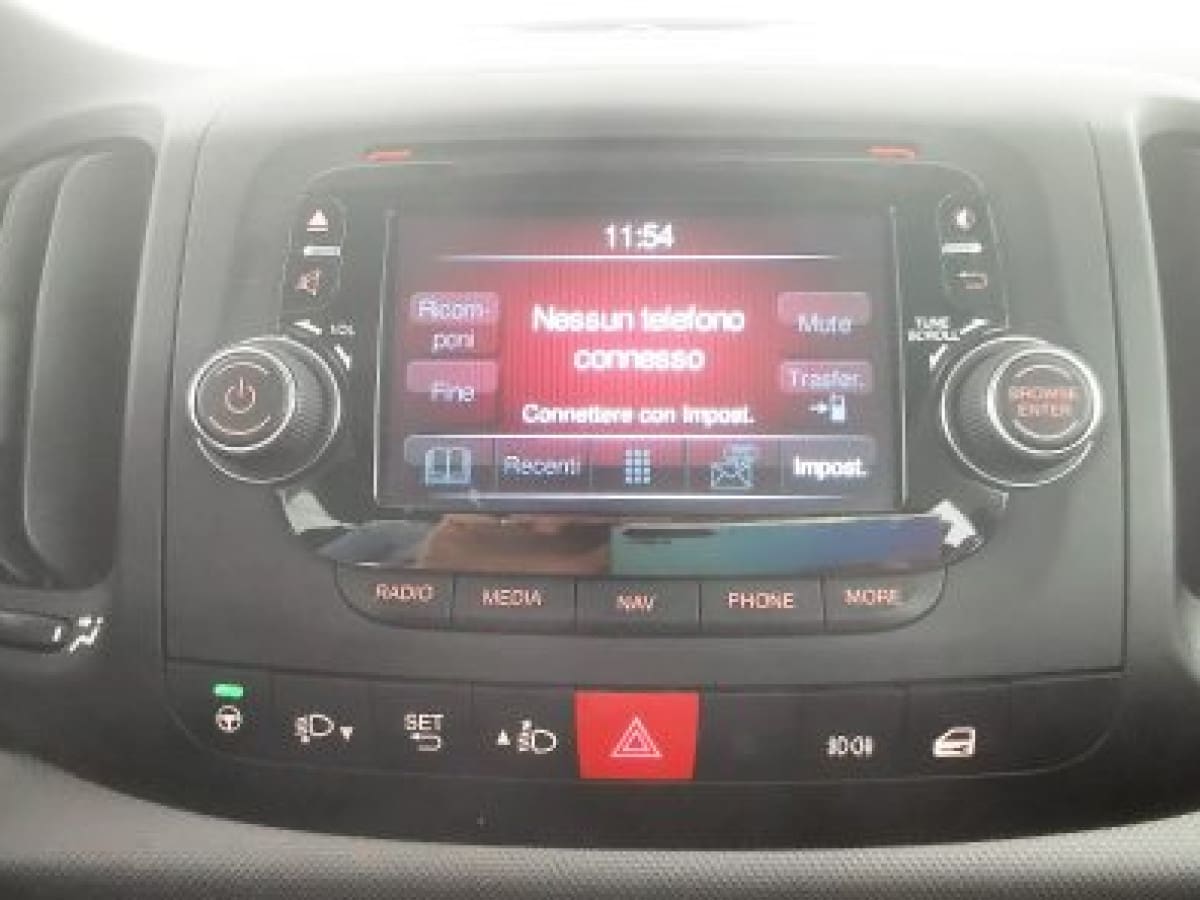 11:54
VOL
TUNE
SCROLL
Ricom-
poni
Nessun telefono
connesso
Mute
Fine
Trasfer.
Connettere con Impost.
BROWSE
ENTER
Recenti
Impost.
RADIO
MEDIA
NAV
PHONE
MORE
SET